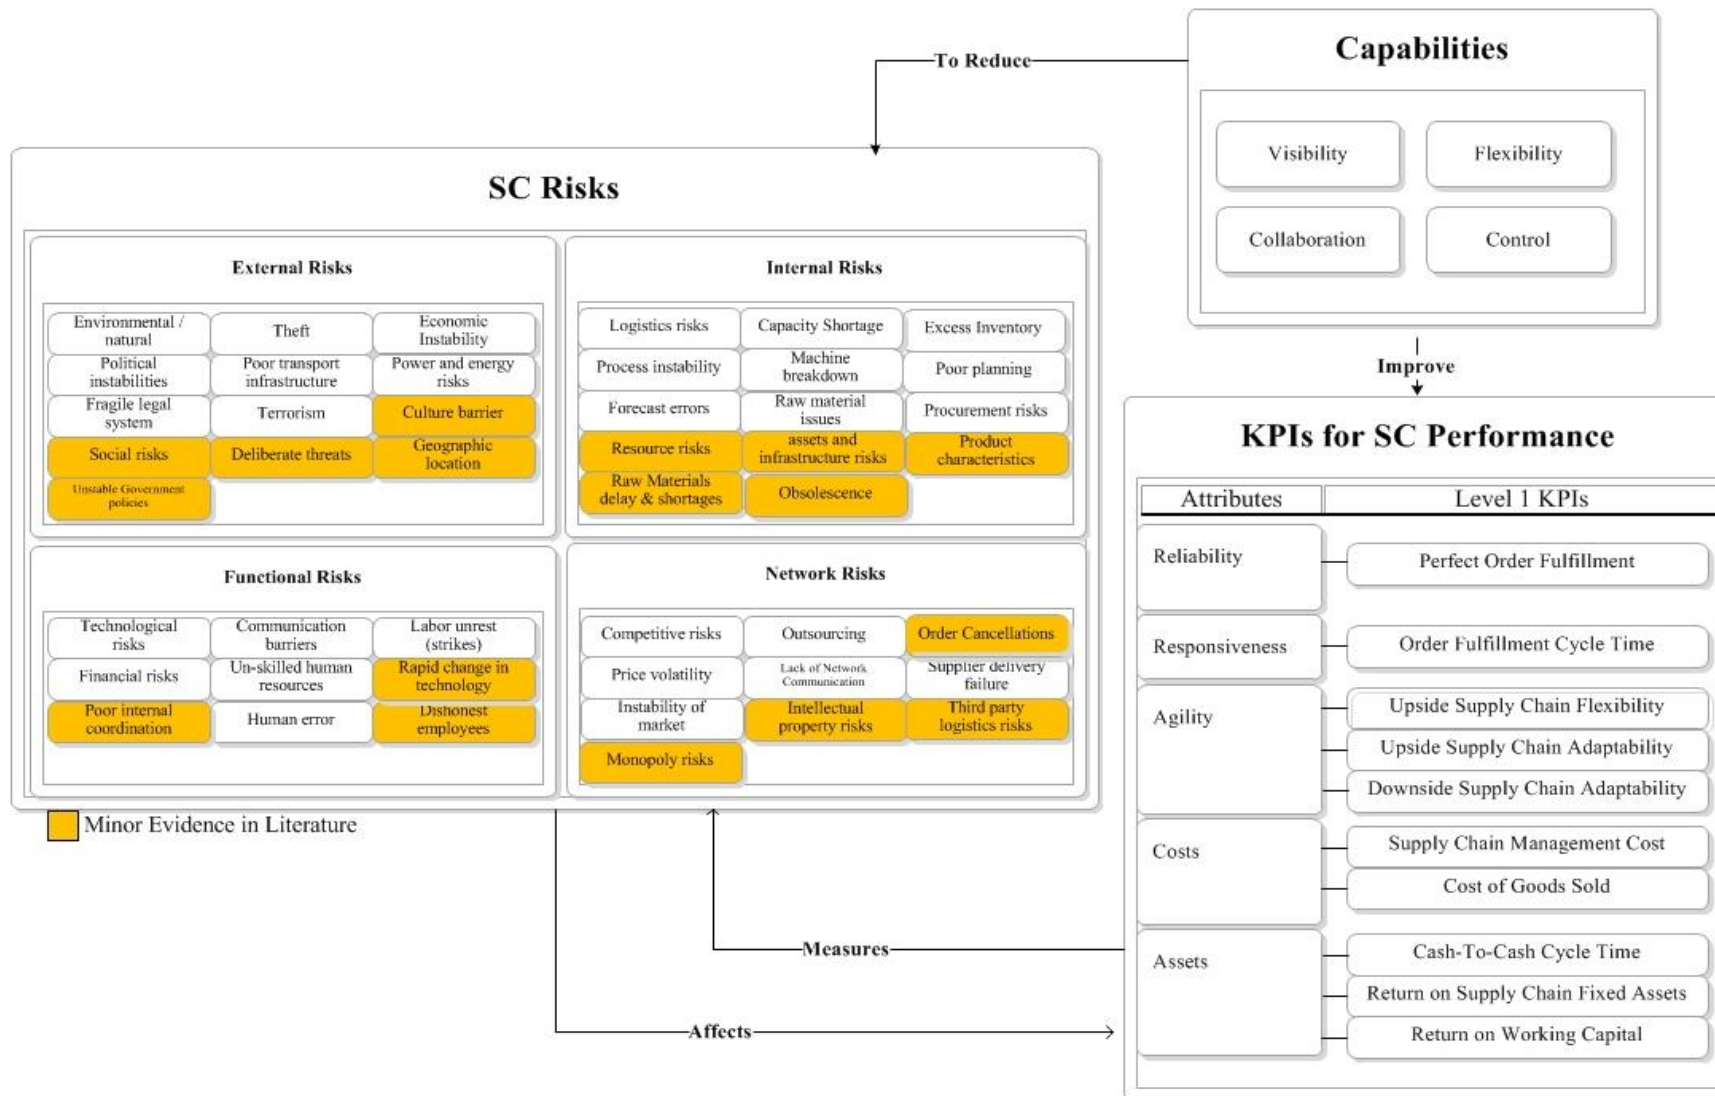 Capabilities
To Reduce
Visibility
Flexibility
Collaboration
Control
Improve
SC Risks
External Risks
Environmental /
natural
Theft
Economic
Instability
Political
instabilities
Poor transport
infrastructure
Power and energy
risks
Fragile legal
system
Terrorism
Culture barrier
Social risks
Deliberate threats
Geographic
location
Unstable Government
policies
Internal Risks
Logistics risks
Capacity Shortage
Excess Inventory
Process instability
Machine
breakdown
Poor planning
Forecast errors
Raw material
issues
Procurement risks
Resource risks
assets and
infrastructure risks
Product
characteristics
Raw Materials
delay & shortages
Obsolescence
Functional Risks
Technological
risks
Communication
barriers
Labor unrest
(strikes)
Financial risks
Un-skilled human
resources
Rapid change in
technology
Poor internal
coordination
Human error
Dishonest
employees
Network Risks
Competitive risks
Outsourcing
Order Cancellations
Price volatility
Lack of Network
Communication
Supplier delivery
failure
Instability of
market
Intellectual
property risks
Third party
logistics risks
Monopoly risks
Minor Evidence in Literature
Measures
Affects
KPIs for SC Performance
Attributes
Level 1 KPIs
Reliability
Perfect Order Fulfillment
Responsiveness
Order Fulfillment Cycle Time
Agility
Upside Supply Chain Flexibility
Upside Supply Chain Adaptability
Downside Supply Chain Adaptability
Costs
Supply Chain Management Cost
Cost of Goods Sold
Assets
Cash-To-Cash Cycle Time
Return on Supply Chain Fixed Assets
Return on Working Capital